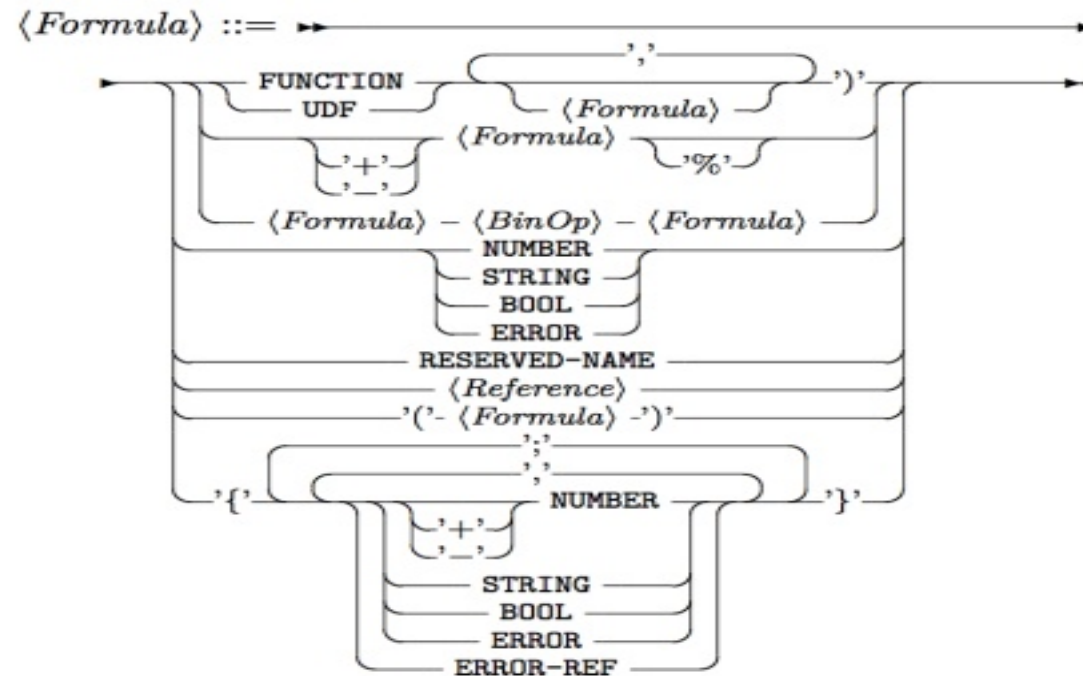 ⟨Formula⟩ ::=
','
FUNCTION
UDF
⟨Formula⟩
')'
⟨Formula⟩
'+'
'−'
'%'
⟨Formula⟩ – ⟨BinOp⟩ – ⟨Formula⟩
NUMBER
STRING
BOOL
ERROR
RESERVED-NAME
⟨Reference⟩
'('- ⟨Formula⟩ -')'
';'
','
'{'
NUMBER
'}'
'+'
'−'
STRING
BOOL
ERROR
ERROR-REF